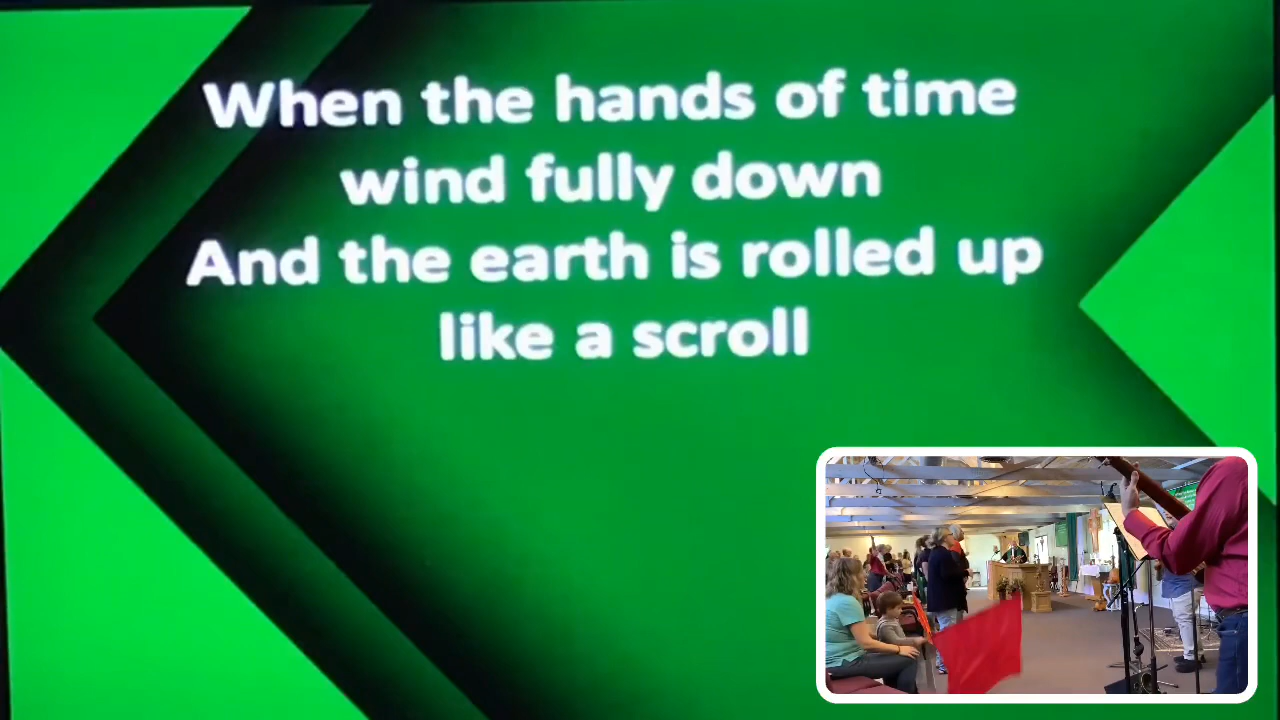 When the hands of time
wind fully down
And the earth is rolled up
like a scroll